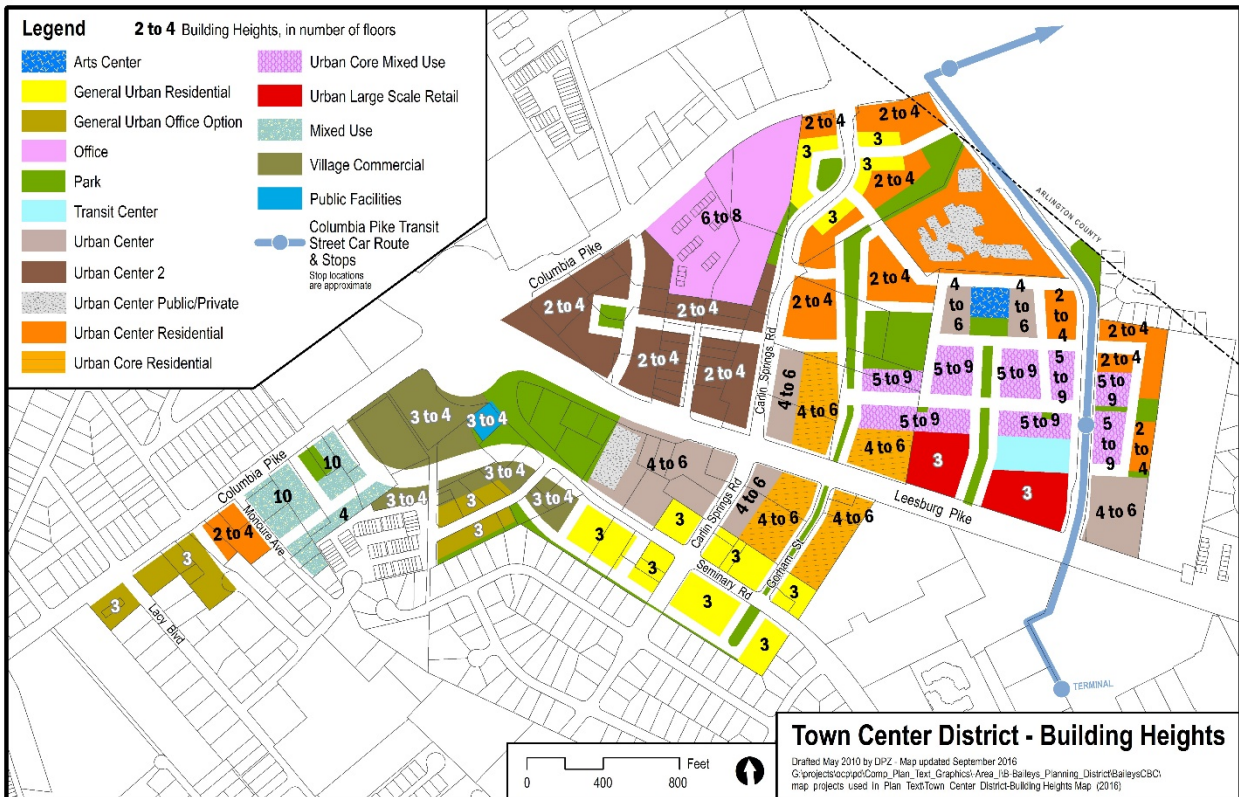 Legend
2 to 4 Building Heights, in number of floors
Arts Center
General Urban Residential
General Urban Office Option
Office
Park
Transit Center
Urban Center
Urban Center 2
Urban Center Public/Private
Urban Center Residential
Urban Core Residential
Urban Core Mixed Use
Urban Large Scale Retail
Mixed Use
Village Commercial
Public Facilities
Columbia Pike Transit
Street Car Route
& Stops
Stop locations
are approximate
2 to 4
2 to 4
3
3
3
2 to 4
3
6 to 8
ARLINGTON COUNTY
Columbia Pike
2 to 4
2 to 4
2 to 4
2 to 4
2 to 4
2 to 4
4
to
6
4
to
6
2
to
4
2 to 4
2 to 4
Carlin Springs Rd
4 to 6
4 to 6
5 to 9
5 to 9
5 to 9
5
to
9
5 to 9
5 to 9
5 to 9
5
to
9
2
to
4
4 to 6
3
3
4 to 6
Leesburg Pike
3 to 4
3 to 4
4 to 6
Carlin Springs Rd
4 to 6
4 to 6
4 to 6
Columbia Pike
10
10
4
3 to 4
3 to 4
3 to 4
3
3
Moncure Ave
2 to 4
3
3
Lacy Blvd
3
3
3
3
3
3
3
Seminary Rd
Gorham St
TERMINAL
Feet
0 400 800
Town Center District - Building Heights
Drafted May 2010 by DPZ - Map updated September 2016
G:\projects\ocp\pd\Comp_Plan_Text_Graphics\-Area_I\B-Baileys_Planning_District\BaileysCBC\
map projects used in Plan Text\Town Center District-Building Heights Map (2016)